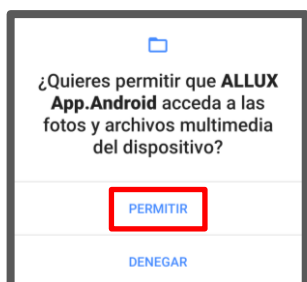 ¿Quieres permitir que ALLUX
App.Android acceda a las
fotos y archivos multimedia
del dispositivo?
PERMITIR
DENEGAR